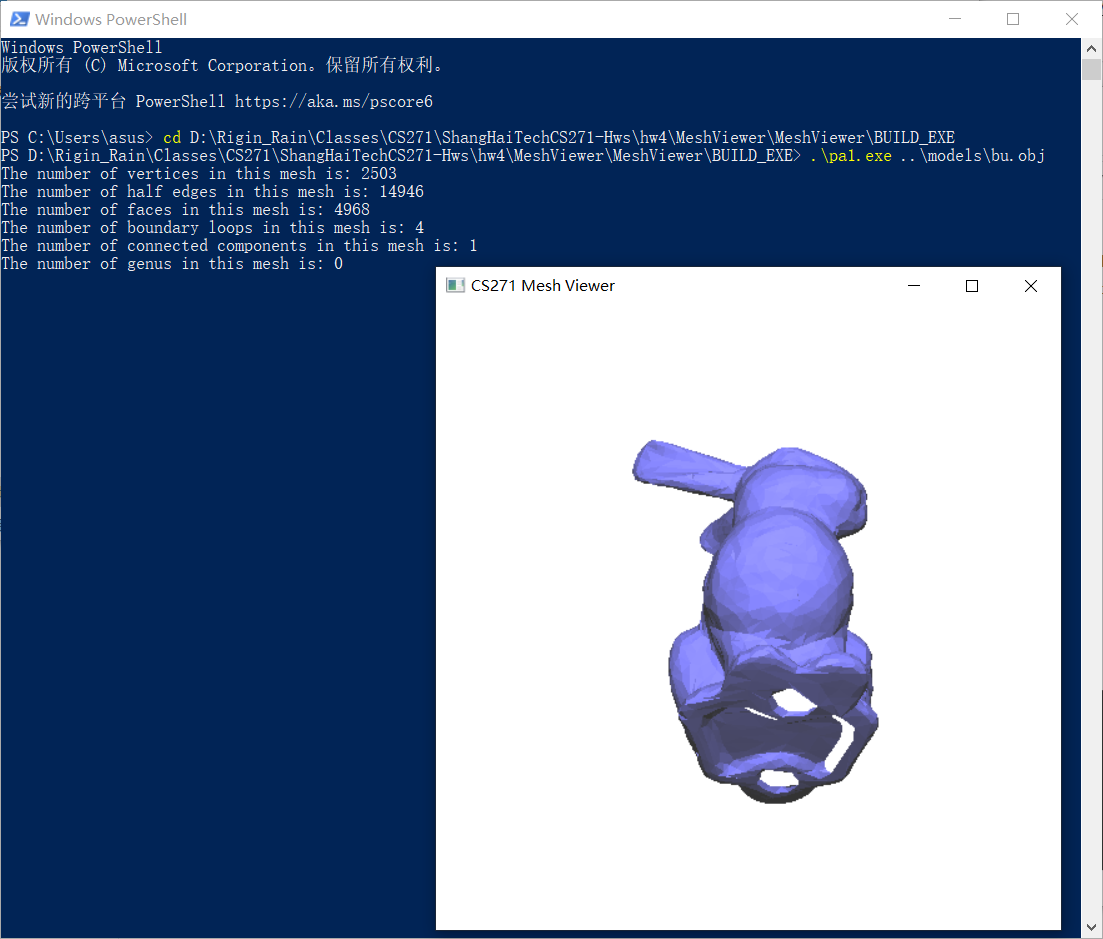 Windows PowerShell
Windows PowerShell
版权所有 (C) Microsoft Corporation。保留所有权利。
尝试新的跨平台 PowerShell https://aka.ms/pscore6
PS C:\Users\asus> cd D:\Rigin_Rain\Classes\CS271\ShangHaiTechCS271-Hws\hw4\MeshViewer\MeshViewer\BUILD_EXE
PS D:\Rigin_Rain\Classes\CS271\ShangHaiTechCS271-Hws\hw4\MeshViewer\MeshViewer\BUILD_EXE> .\pa1.exe ..\models\bu.obj
The number of vertices in this mesh is: 2503
The number of half edges in this mesh is: 14946
The number of faces in this mesh is: 4968
The number of boundary loops in this mesh is: 4
The number of connected components in this mesh is: 1
The number of genus in this mesh is: 0
CS271 Mesh Viewer